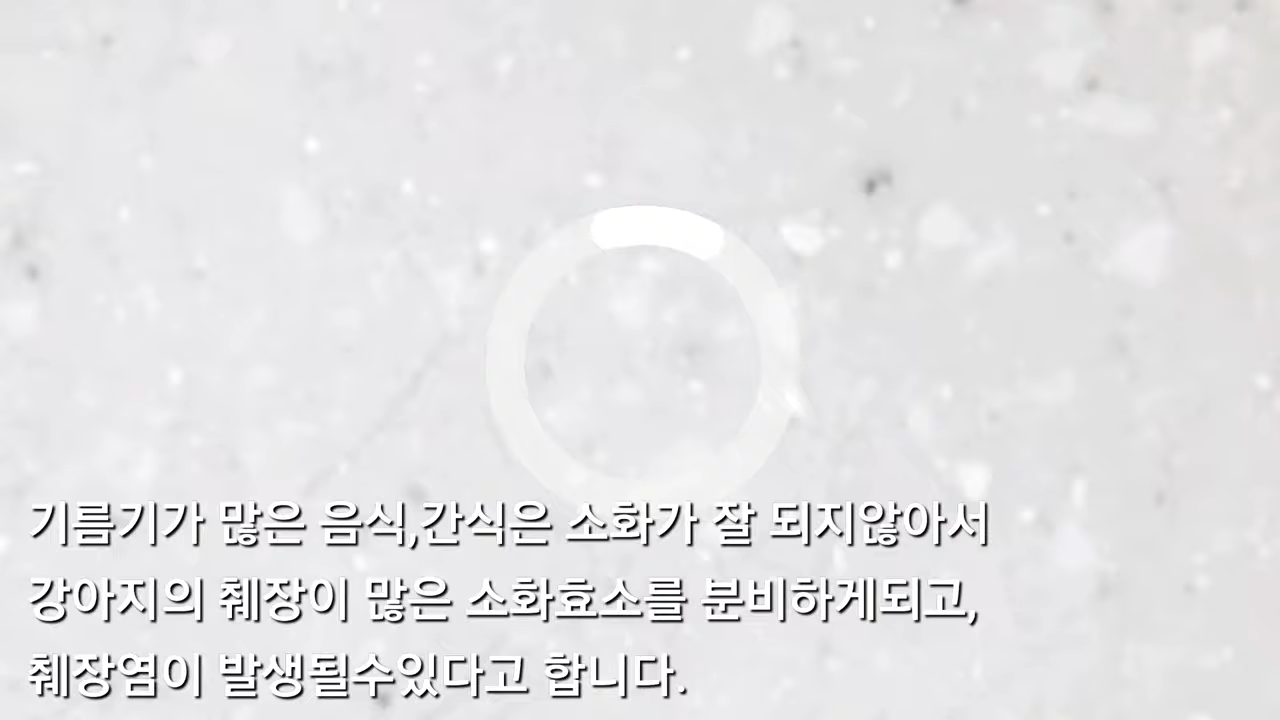 기름기가 많은 음식,간식은 소화가 잘 되지않아서
강아지의 췌장이 많은 소화효소를 분비하게되고,
췌장염이 발생될수있다고 합니다.